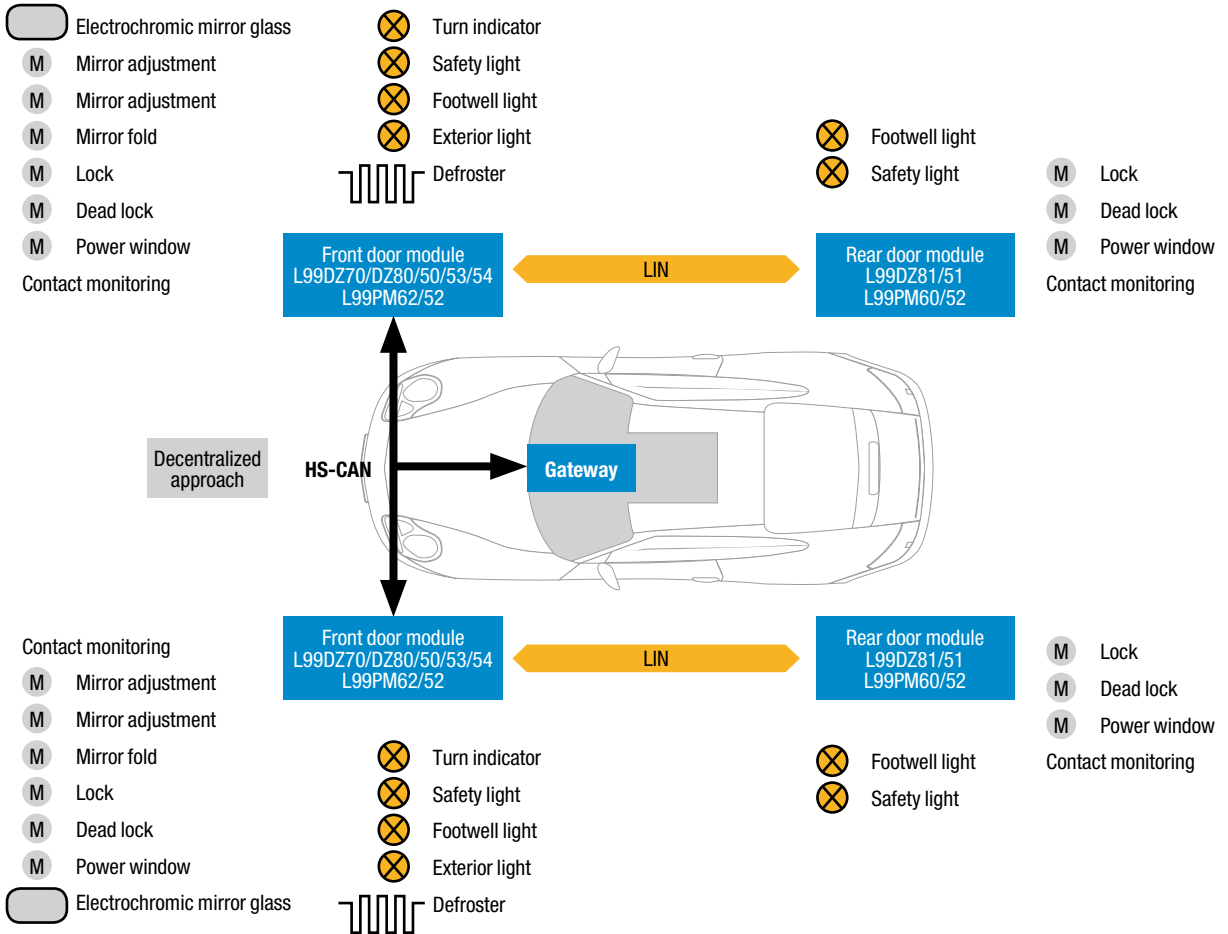 Electrochromic mirror glass
M Mirror adjustment
M Mirror adjustment
M Mirror fold
M Lock
M Dead lock
M Power window
Contact monitoring
Turn indicator
Safety light
Footwell light
Exterior light
Defroster
Footwell light
Safety light
M Lock
M Dead lock
M Power window
Contact monitoring
Front door module
L99DZ70/DZ80/50/53/54
L99PM62/52
LIN
Rear door module
L99DZ81/51
L99PM60/52
Decentralized
approach
HS-CAN
Gateway
Front door module
L99DZ70/DZ80/50/53/54
L99PM62/52
LIN
Rear door module
L99DZ81/51
L99PM60/52
Contact monitoring
M Mirror adjustment
M Mirror adjustment
M Mirror fold
M Lock
M Dead lock
M Power window
Electrochromic mirror glass
Turn indicator
Safety light
Footwell light
Exterior light
Defroster
Footwell light
Safety light
M Lock
M Dead lock
M Power window
Contact monitoring